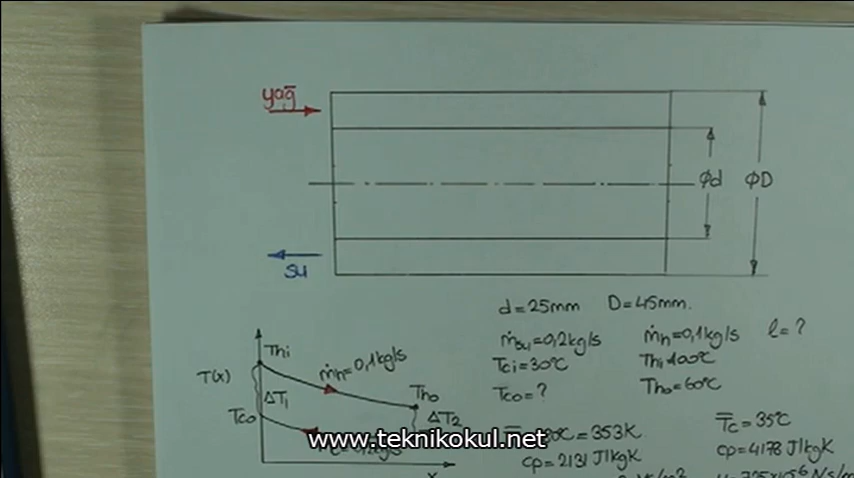 yağ
su
Φd
ΦD
d=25mm D=45mm.
ṁsu=0,2kg/s ṁh=0,1kg/s l=?
Tci=30°C Thi=100°C
Tco=? Tho=60°C
T(x)
Thi
ṁh=0,1kg/s
Tho
ΔT1
Tco
ΔT2
x
=353K T̄c=35°C
cp=2131 J/kgK cp=4178 J/kgK
www.teknikokul.net